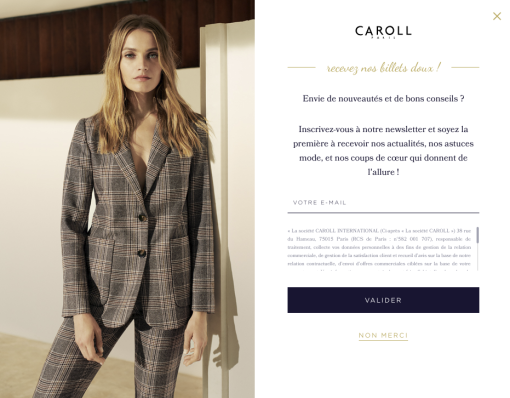 CAROLL
PARIS
recevez nos billets doux !
Envie de nouveautés et de bons conseils ?
Inscrivez-vous à notre newsletter et soyez la
première à recevoir nos actualités, nos astuces
mode, et nos coups de cœur qui donnent de
l'allure !
VOTRE E-MAIL
« La société CAROLL INTERNATIONAL (Ci-après « La société CAROLL ») 38 rue
du Hameau, 75015 Paris (RCS de Paris : n°562 001 707), responsable de
traitement, collecte vos données personnelles à des fins de gestion de la relation
commerciale, de gestion de la satisfaction client et recueil d'avis sur la base de notre
relation contractuelle, d'envoi d'offres commerciales ciblées sur la base de votre
VALIDER
NON MERCI